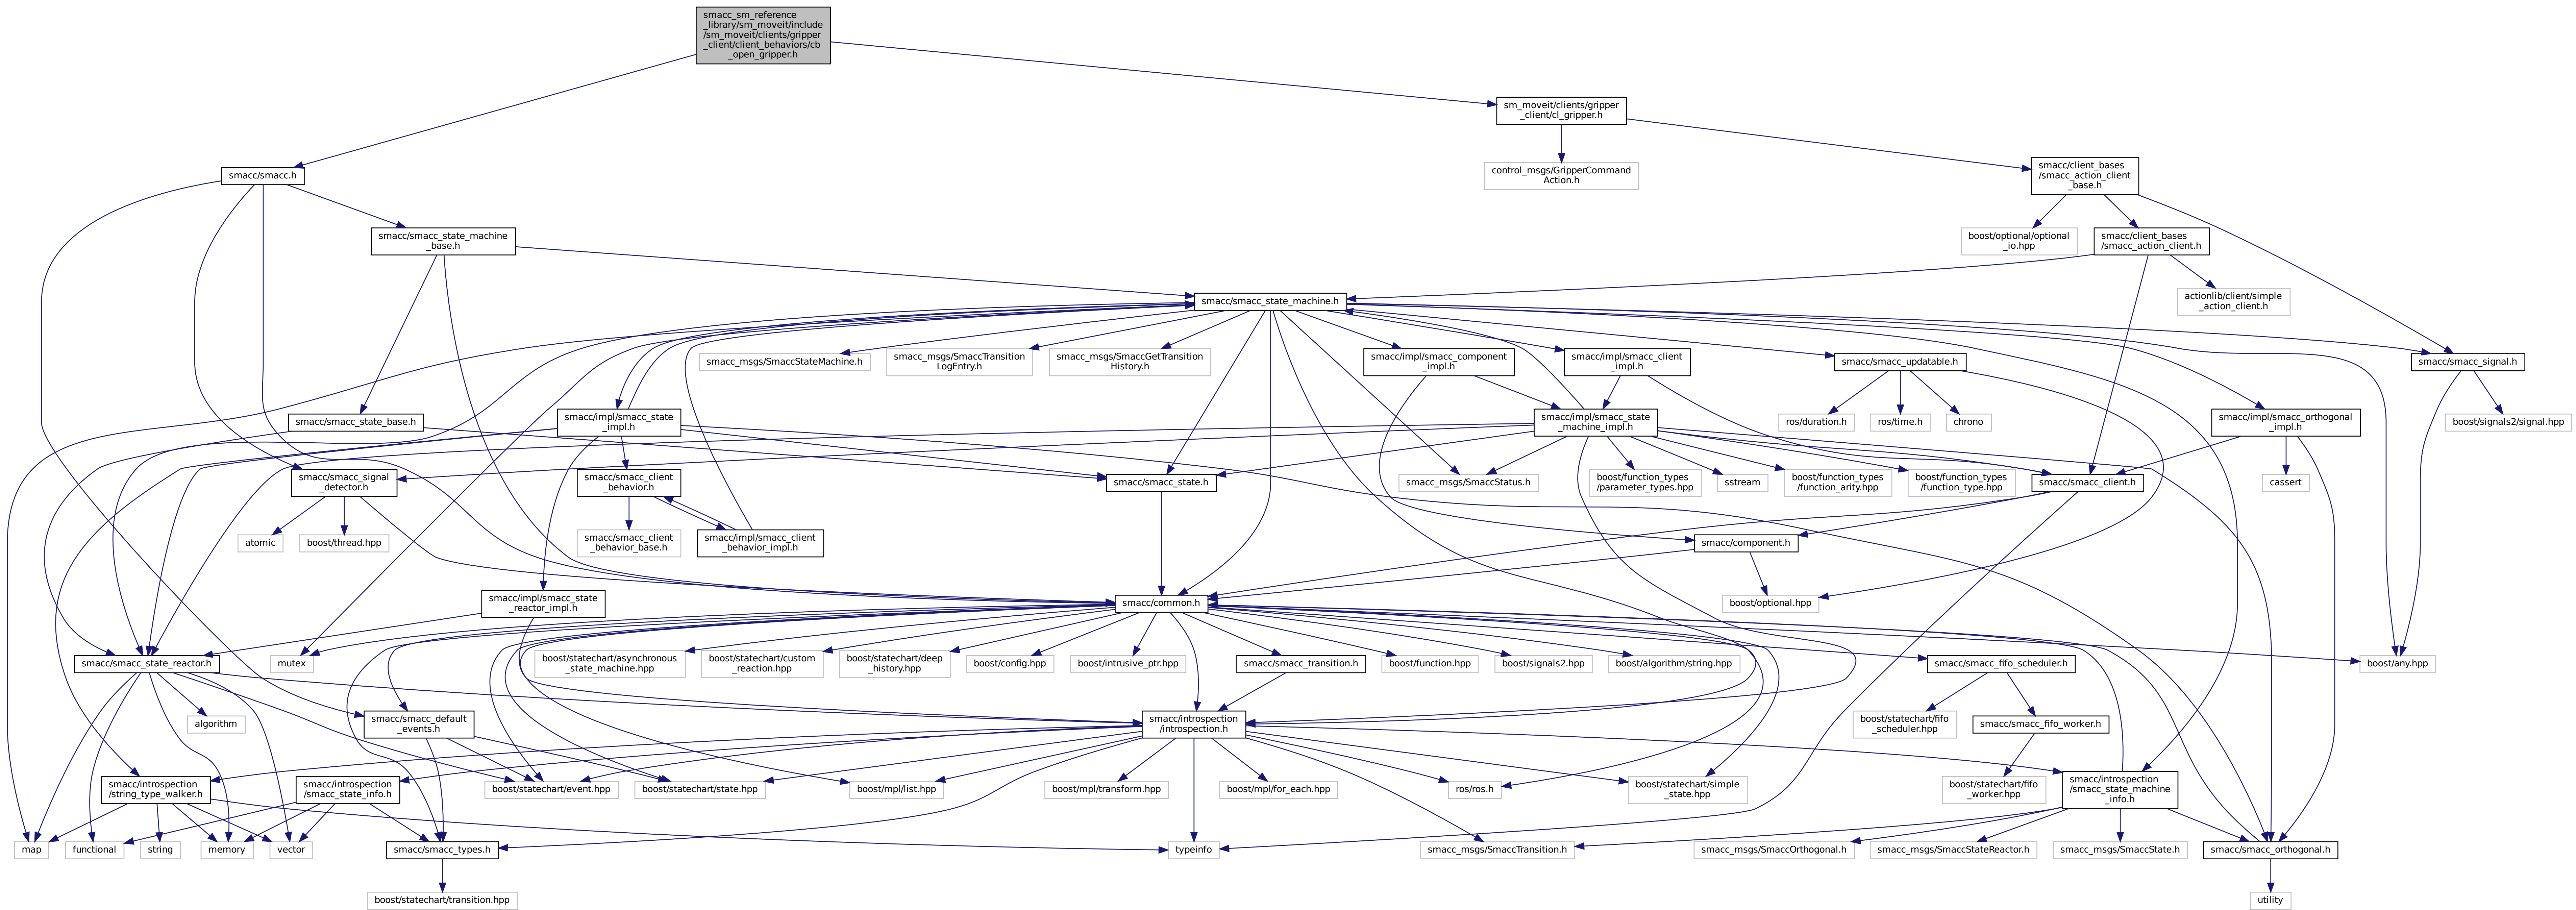 smacc_sm_reference
_library/sm_moveit/include
/sm_moveit/clients/gripper
_client/client_behaviors/cb
_open_gripper.h
sm_moveit/clients/gripper
_client/cl_gripper.h
smacc/smacc.h
control_msgs/GripperCommand
Action.h
smacc/client_bases
/smacc_action_client
_base.h
smacc/smacc_state_machine
_base.h
boost/optional/optional
_io.hpp
smacc/client_bases
/smacc_action_client.h
smacc/smacc_state_machine.h
actionlib/client/simple
_action_client.h
smacc_msgs/SmaccStateMachine.h
smacc_msgs/SmaccTransition
LogEntry.h
smacc_msgs/SmaccGetTransition
History.h
smacc/impl/smacc_component
_impl.h
smacc/impl/smacc_client
_impl.h
smacc/smacc_updatable.h
smacc/smacc_signal.h
smacc/smacc_state_base.h
smacc/impl/smacc_state
_impl.h
smacc/impl/smacc_state
_machine_impl.h
ros/duration.h
ros/time.h
chrono
smacc/impl/smacc_orthogonal
_impl.h
boost/signals2/signal.hpp
smacc/smacc_signal
_detector.h
smacc/smacc_client
_behavior.h
smacc/smacc_state.h
smacc_msgs/SmaccStatus.h
boost/function_types
/parameter_types.hpp
sstream
boost/function_types
/function_arity.hpp
boost/function_types
/function_type.hpp
smacc/smacc_client.h
cassert
atomic
boost/thread.hpp
smacc/smacc_client
_behavior_base.h
smacc/impl/smacc_client
_behavior_impl.h
smacc/component.h
smacc/impl/smacc_state
_reactor_impl.h
smacc/common.h
boost/optional.hpp
smacc/smacc_state_reactor.h
mutex
boost/statechart/asynchronous
_state_machine.hpp
boost/statechart/custom
_reaction.hpp
boost/statechart/deep
_history.hpp
boost/config.hpp
boost/intrusive_ptr.hpp
smacc/smacc_transition.h
boost/function.hpp
boost/signals2.hpp
boost/algorithm/string.hpp
smacc/smacc_fifo_scheduler.h
boost/any.hpp
algorithm
smacc/smacc_default
_events.h
smacc/introspection
/introspection.h
boost/statechart/fifo
_scheduler.hpp
smacc/smacc_fifo_worker.h
smacc/introspection
/string_type_walker.h
smacc/introspection
/smacc_state_info.h
boost/statechart/event.hpp
boost/statechart/state.hpp
boost/mpl/list.hpp
boost/mpl/transform.hpp
boost/mpl/for_each.hpp
ros/ros.h
boost/statechart/simple
_state.hpp
boost/statechart/fifo
_worker.hpp
smacc/introspection
/smacc_state_machine
_info.h
map
functional
string
memory
vector
smacc/smacc_types.h
typeinfo
smacc_msgs/SmaccTransition.h
smacc_msgs/SmaccOrthogonal.h
smacc_msgs/SmaccStateReactor.h
smacc_msgs/SmaccState.h
smacc/smacc_orthogonal.h
boost/statechart/transition.hpp
utility